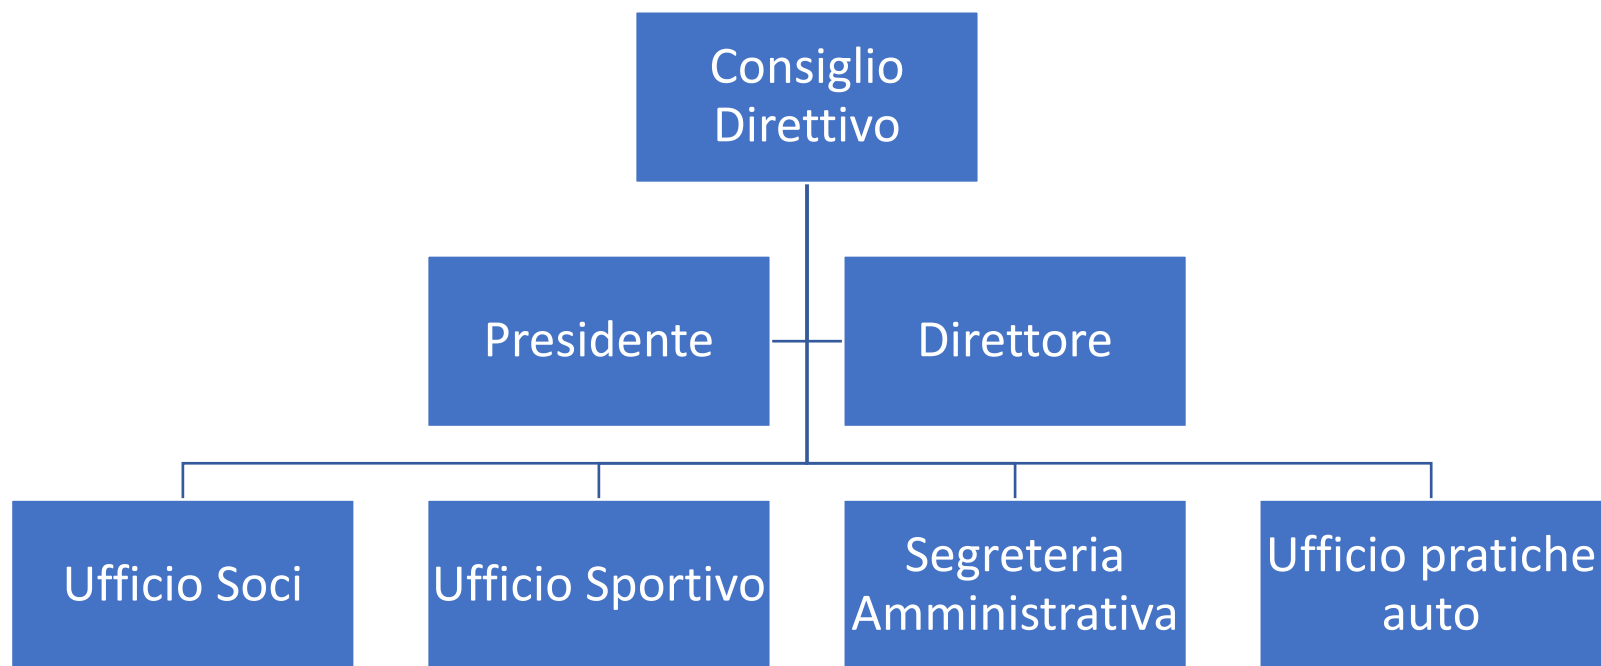 Consiglio
Direttivo
Presidente
Direttore
Ufficio Soci
Ufficio Sportivo
Segreteria
Amministrativa
Ufficio pratiche
auto